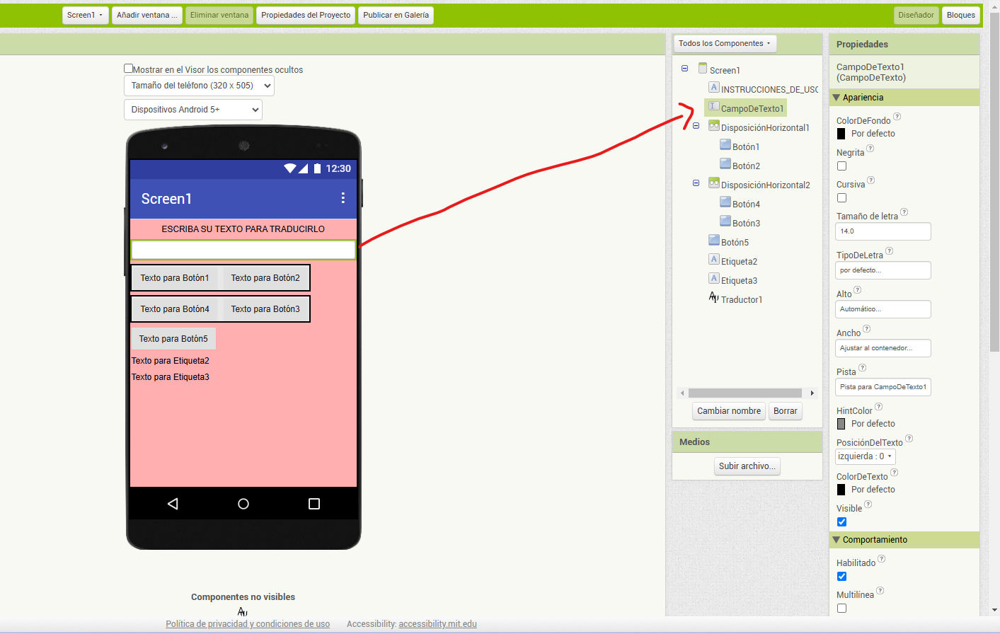 Screen1
Añadir ventana ...
Eliminar ventana
Propiedades del Proyecto
Publicar en Galería
Diseñador
Bloques
Mostrar en el Visor los componentes ocultos
Tamaño del teléfono (320 x 505)
Dispositivos Android 5+
12:30
Screen1
ESCRIBA SU TEXTO PARA TRADUCIRLO
Texto para Botón1
Texto para Botón2
Texto para Botón4
Texto para Botón3
Texto para Botón5
Texto para Etiqueta2
Texto para Etiqueta3
Componentes no visibles
Política de privacidad y condiciones de uso
Accessibility: accessibility.mit.edu
Todos los Componentes
Screen1
INSTRUCCIONES_DE_USO
CampoDeTexto1
DisposiciónHorizontal1
Botón1
Botón2
DisposiciónHorizontal2
Botón4
Botón3
Botón5
Etiqueta2
Etiqueta3
Traductor1
Cambiar nombre
Borrar
Medios
Subir archivo...
Propiedades
CampoDeTexto1
(CampoDeTexto)
Apariencia
ColorDeFondo
Por defecto
Negrita
Cursiva
Tamaño de letra
14.0
TipoDeLetra
por defecto...
Alto
Automático...
Ancho
Ajustar al contenedor...
Pista
Pista para CampoDeTexto1
HintColor
Por defecto
PosiciónDelTexto
izquierda : 0
ColorDeTexto
Por defecto
Visible
Comportamiento
Habilitado
Multilínea